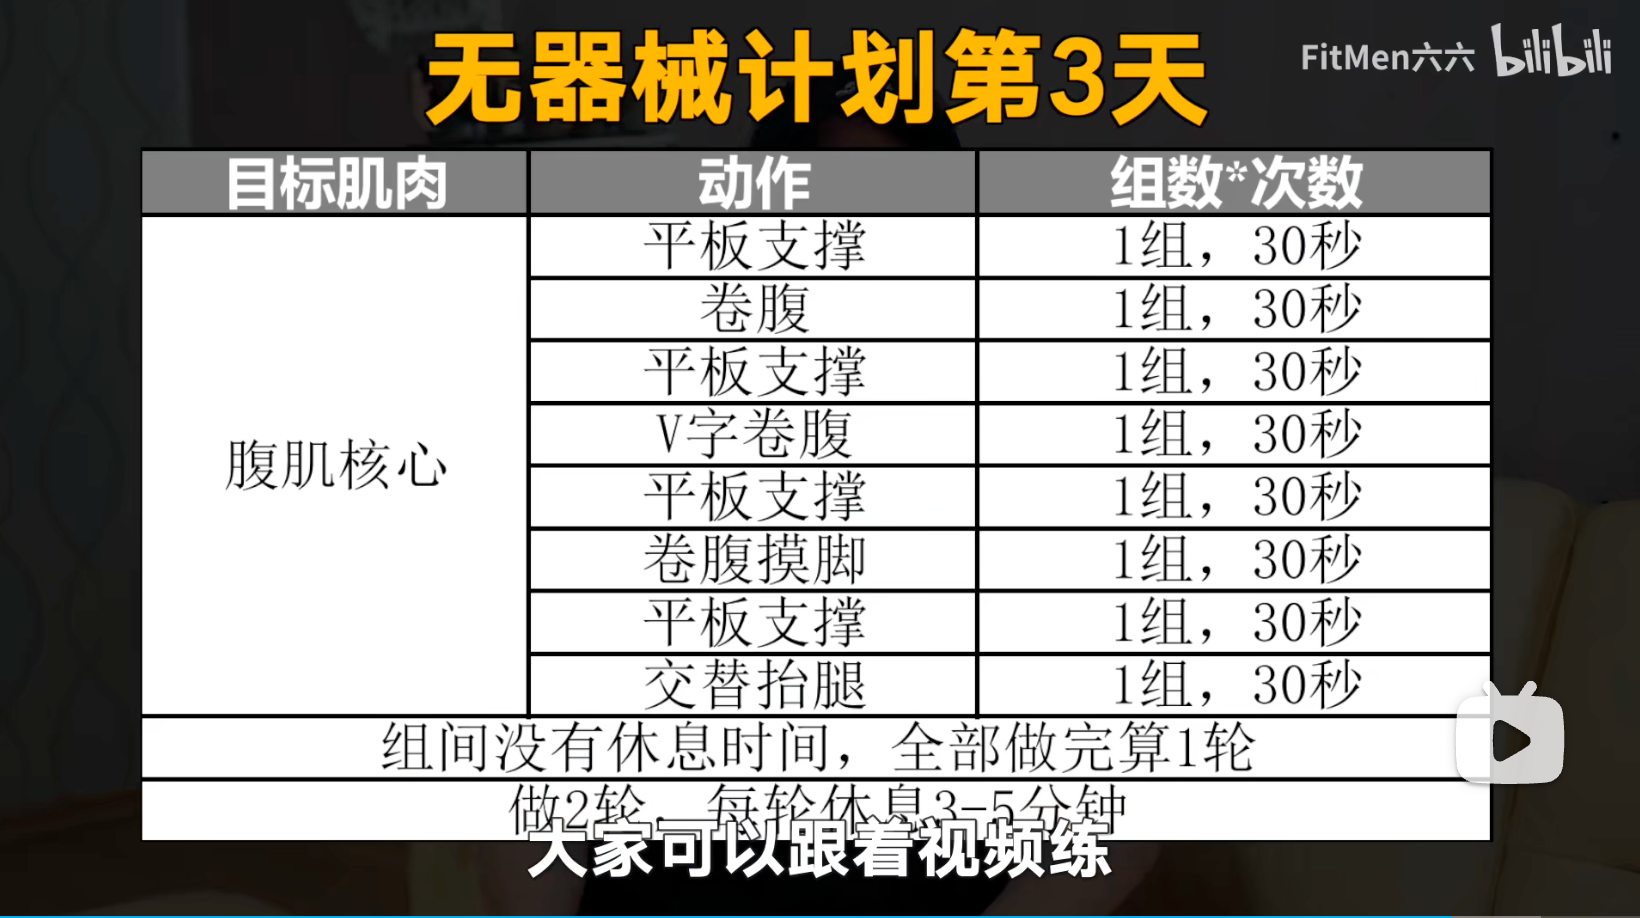 无器械计划第3天
FitMen六六 bilibili
目标肌肉 动作 组数*次数
平板支撑 1组，30秒
卷腹 1组，30秒
平板支撑 1组，30秒
V字卷腹 1组，30秒
腹肌核心
平板支撑 1组，30秒
卷腹摸脚 1组，30秒
平板支撑 1组，30秒
交替抬腿 1组，30秒
组间没有休息时间，全部做完算1轮
做2轮，每轮休息3-5分钟
大家可以跟着视频练